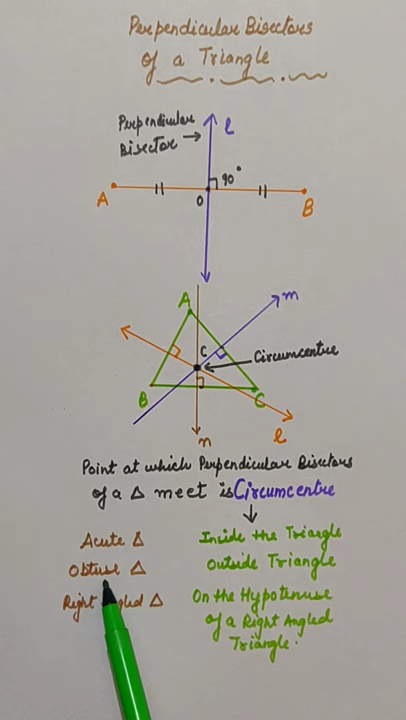 Perpendicular Bisectors
of a Triangle
Perpendicular
Bisector
l
90°
A
O
B
A
m
C
Circumcentre
B
C
n
l
Point at which Perpendicular Bisectors
of a Δ meet is Circumcentre
Acute Δ Inside the Triangle
Obtuse Δ Outside Triangle
Right Angled Δ On the Hypotenuse
of a Right Angled
Triangle.